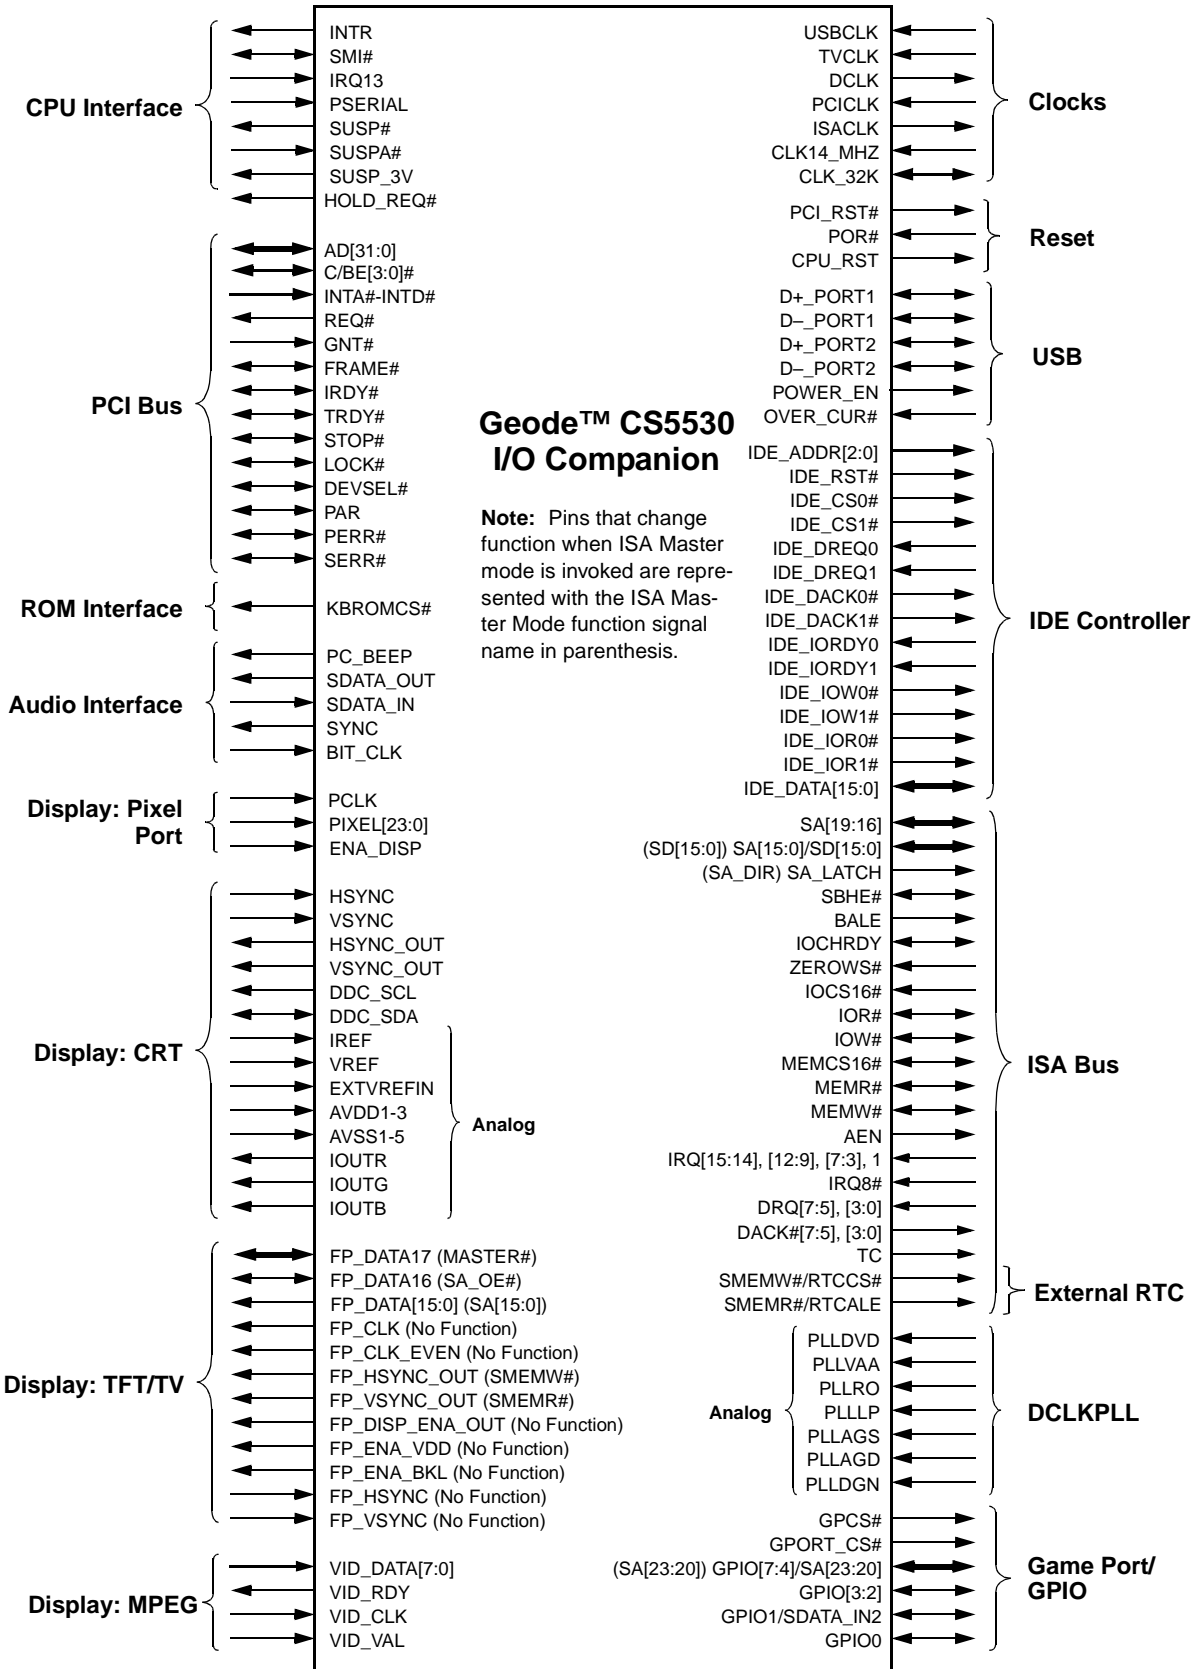 CPU Interface
INTR
SMI#
IRQ13
PSERIAL
SUSP#
SUSPA#
SUSP_3V
HOLD_REQ#
PCI Bus
AD[31:0]
C/BE[3:0]#
INTA#-INTD#
REQ#
GNT#
FRAME#
IRDY#
TRDY#
STOP#
LOCK#
DEVSEL#
PAR
PERR#
SERR#
ROM Interface
KBROMCS#
Audio Interface
PC_BEEP
SDATA_OUT
SDATA_IN
SYNC
BIT_CLK
Display: Pixel
Port
PCLK
PIXEL[23:0]
ENA_DISP
Display: CRT
HSYNC
VSYNC
HSYNC_OUT
VSYNC_OUT
DDC_SCL
DDC_SDA
IREF
VREF
EXTVREFIN
AVDD1-3
AVSS1-5
IOUTR
IOUTG
IOUTB
Analog
Display: TFT/TV
FP_DATA17 (MASTER#)
FP_DATA16 (SA_OE#)
FP_DATA[15:0] (SA[15:0])
FP_CLK (No Function)
FP_CLK_EVEN (No Function)
FP_HSYNC_OUT (SMEMW#)
FP_VSYNC_OUT (SMEMR#)
FP_DISP_ENA_OUT (No Function)
FP_ENA_VDD (No Function)
FP_ENA_BKL (No Function)
FP_HSYNC (No Function)
FP_VSYNC (No Function)
Display: MPEG
VID_DATA[7:0]
VID_RDY
VID_CLK
VID_VAL
Geode™ CS5530
I/O Companion
Note: Pins that change
function when ISA Master
mode is invoked are repre-
sented with the ISA Mas-
ter Mode function signal
name in parenthesis.
USBCLK
TVCLK
DCLK
PCICLK
ISACLK
CLK14_MHZ
CLK_32K
Clocks
PCI_RST#
POR#
CPU_RST
Reset
D+_PORT1
D–_PORT1
D+_PORT2
D–_PORT2
POWER_EN
OVER_CUR#
USB
IDE_ADDR[2:0]
IDE_RST#
IDE_CS0#
IDE_CS1#
IDE_DREQ0
IDE_DREQ1
IDE_DACK0#
IDE_DACK1#
IDE_IORDY0
IDE_IORDY1
IDE_IOW0#
IDE_IOW1#
IDE_IOR0#
IDE_IOR1#
IDE_DATA[15:0]
IDE Controller
SA[19:16]
(SD[15:0]) SA[15:0]/SD[15:0]
(SA_DIR) SA_LATCH
SBHE#
BALE
IOCHRDY
ZEROWS#
IOCS16#
IOR#
IOW#
MEMCS16#
MEMR#
MEMW#
AEN
IRQ[15:14], [12:9], [7:3], 1
IRQ8#
DRQ[7:5], [3:0]
DACK#[7:5], [3:0]
TC
SMEMW#/RTCCS#
SMEMR#/RTCALE
ISA Bus
External RTC
Analog
PLLDVD
PLLVAA
PLLRO
PLLLP
PLLAGS
PLLAGD
PLLDGN
DCLKPLL
GPCS#
GPORT_CS#
(SA[23:20]) GPIO[7:4]/SA[23:20]
GPIO[3:2]
GPIO1/SDATA_IN2
GPIO0
Game Port/
GPIO